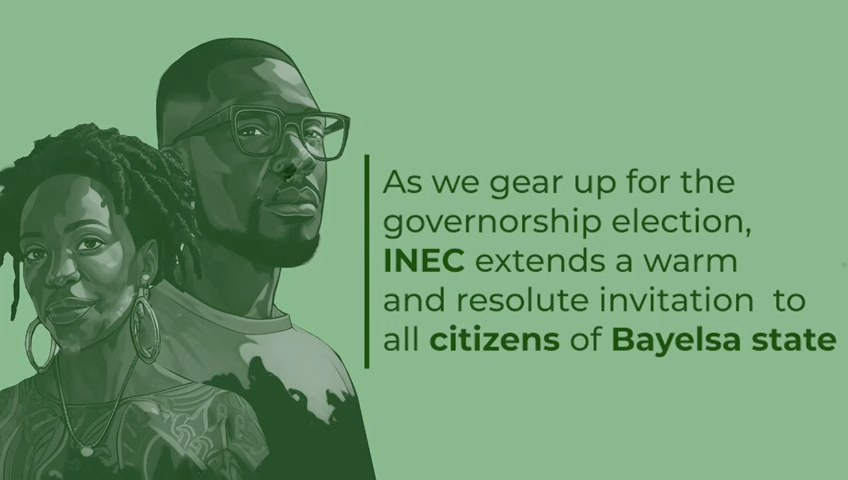 As we gear up for the
governorship election,
INEC extends a warm
and resolute invitation to
all citizens of Bayelsa state